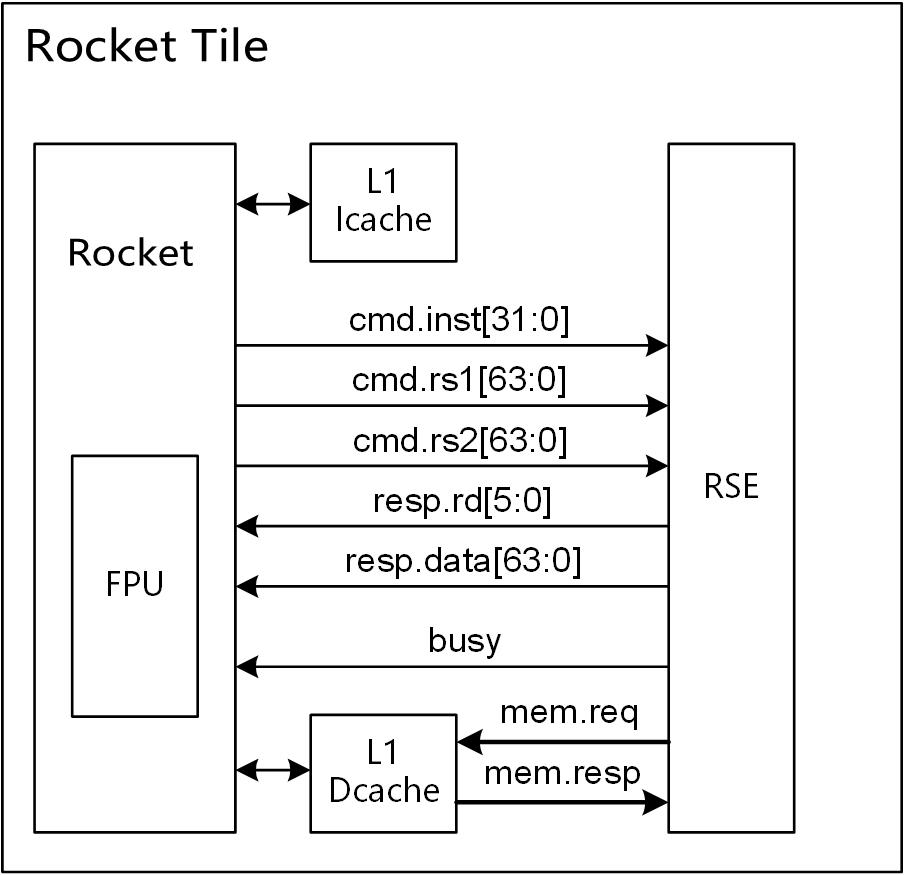 Rocket Tile
L1
Icache
Rocket
cmd.inst[31:0]
cmd.rs1[63:0]
cmd.rs2[63:0]
RSE
resp.rd[5:0]
resp.data[63:0]
FPU
busy
mem.req
L1
Dcache
mem.resp